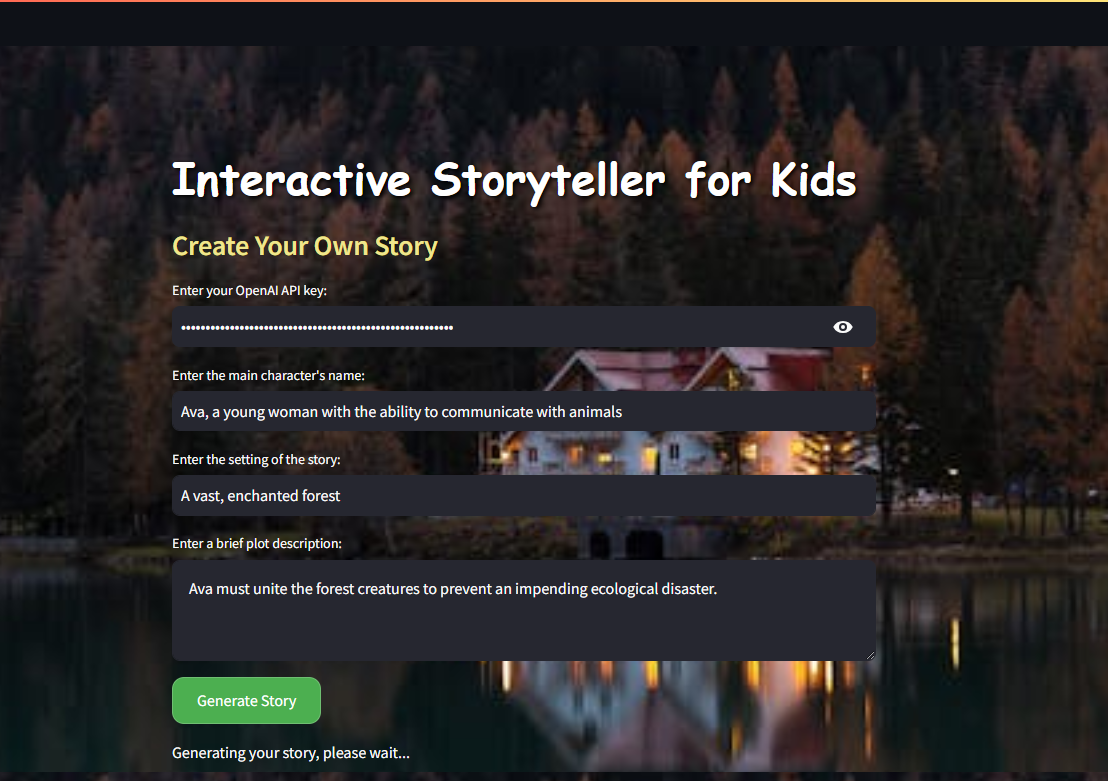 Interactive Storyteller for Kids
Create Your Own Story
Enter your OpenAI API key:
Enter the main character's name:
Ava, a young woman with the ability to communicate with animals
Enter the setting of the story:
A vast, enchanted forest
Enter a brief plot description:
Ava must unite the forest creatures to prevent an impending ecological disaster.
Generate Story
Generating your story, please wait...